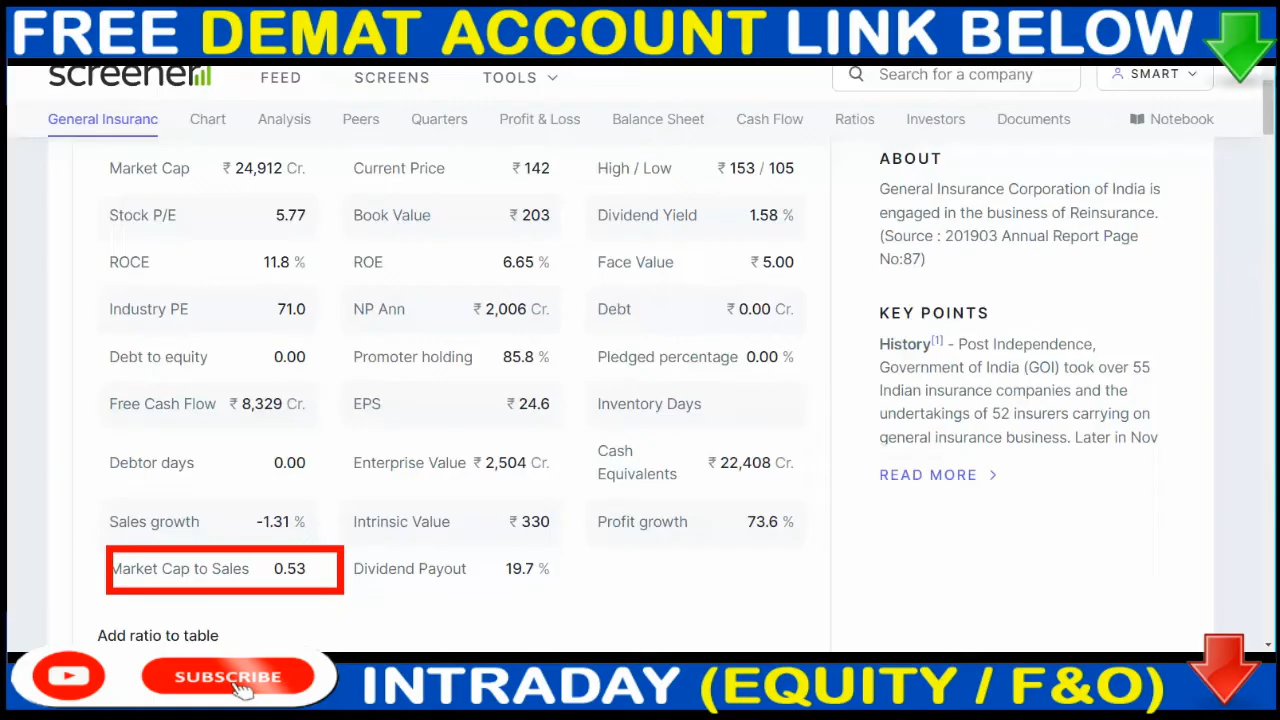 FREE DEMAT ACCOUNT LINK BELOW
screener
FEED
SCREENS
TOOLS
Search for a company
SMART
General Insuranc
Chart
Analysis
Peers
Quarters
Profit & Loss
Balance Sheet
Cash Flow
Ratios
Investors
Documents
Notebook
Market Cap ₹ 24,912 Cr.
Current Price ₹ 142
High / Low ₹ 153 / 105
Stock P/E 5.77
Book Value ₹ 203
Dividend Yield 1.58 %
ROCE 11.8 %
ROE 6.65 %
Face Value ₹ 5.00
Industry PE 71.0
NP Ann ₹ 2,006 Cr.
Debt ₹ 0.00 Cr.
Debt to equity 0.00
Promoter holding 85.8 %
Pledged percentage 0.00 %
Free Cash Flow ₹ 8,329 Cr.
EPS ₹ 24.6
Inventory Days
Debtor days 0.00
Enterprise Value ₹ 2,504 Cr.
Cash
Equivalents ₹ 22,408 Cr.
Sales growth -1.31 %
Intrinsic Value ₹ 330
Profit growth 73.6 %
Market Cap to Sales 0.53
Dividend Payout 19.7 %
Add ratio to table
ABOUT
General Insurance Corporation of India is
engaged in the business of Reinsurance.
(Source : 201903 Annual Report Page
No:87)
KEY POINTS
History[1] - Post Independence,
Government of India (GOI) took over 55
Indian insurance companies and the
undertakings of 52 insurers carrying on
general insurance business. Later in Nov
READ MORE
SUBSCRIBE
INTRADAY (EQUITY / F&O)